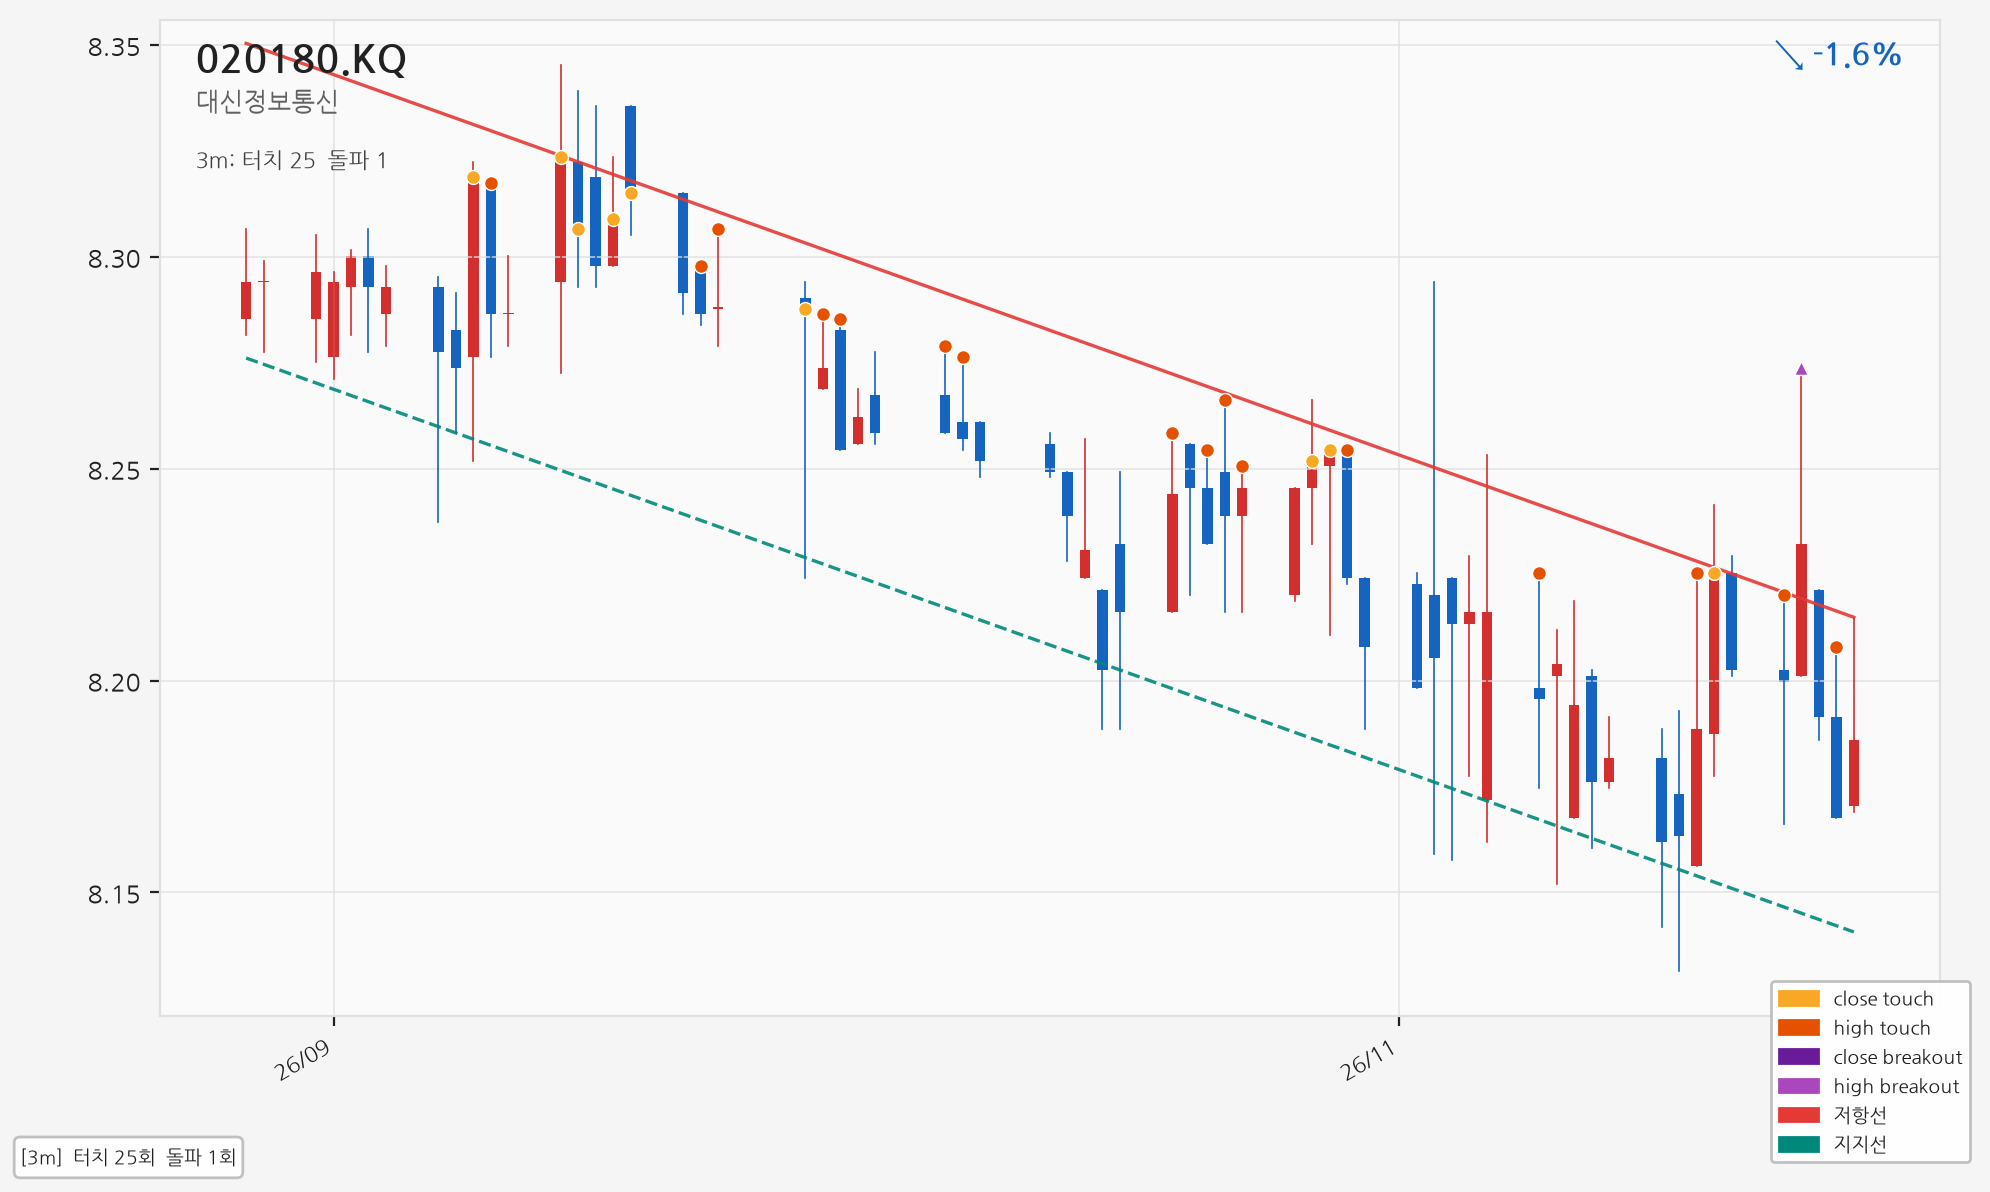 020180.KQ
대신정보통신
3m: 터치 25 돌파 1
-1.6%
8.35
8.30
8.25
8.20
8.15
26/09
26/11
close touch
high touch
close breakout
high breakout
저항선
지지선
[3m] 터치 25회 돌파 1회